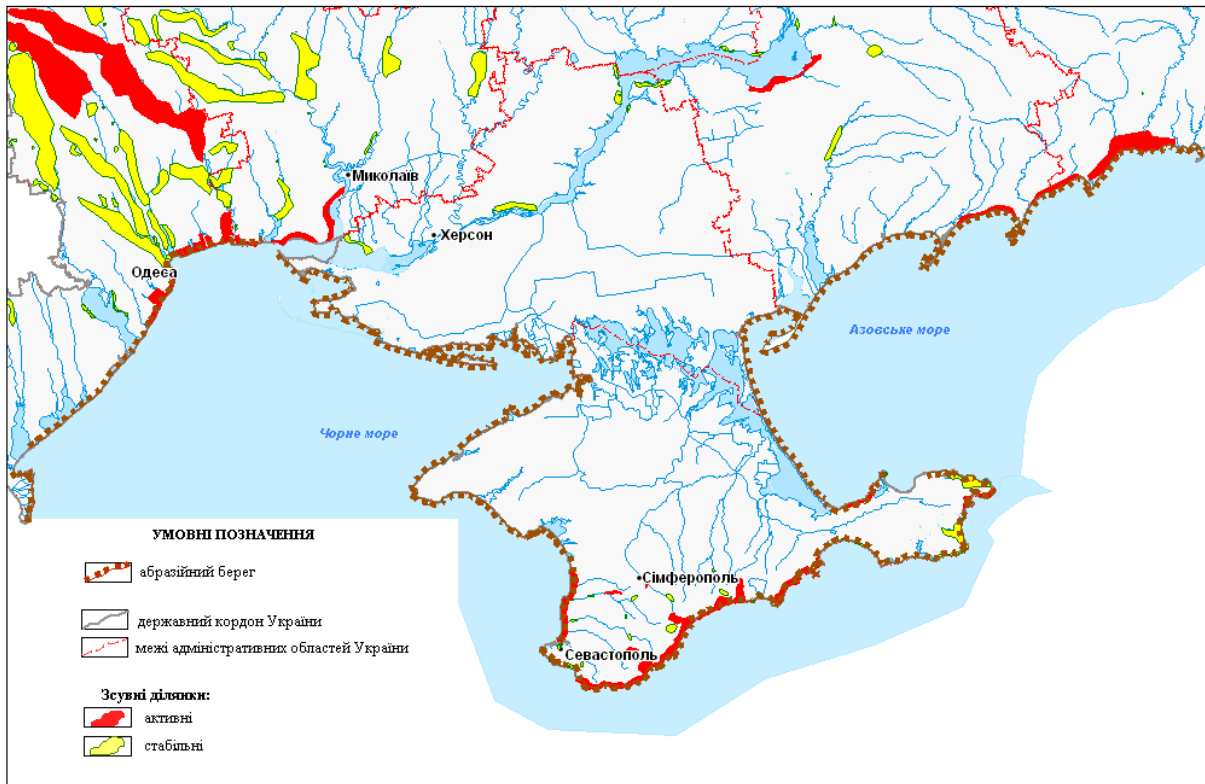 Миколаїв
Херсон
Одеса
Азовське море
Чорне море
УМОВНІ ПОЗНАЧЕННЯ
абразійний берег
Сімферополь
державний кордон України
межі адміністративних областей України
Севастополь
Зсувні ділянки:
активні
стабільні